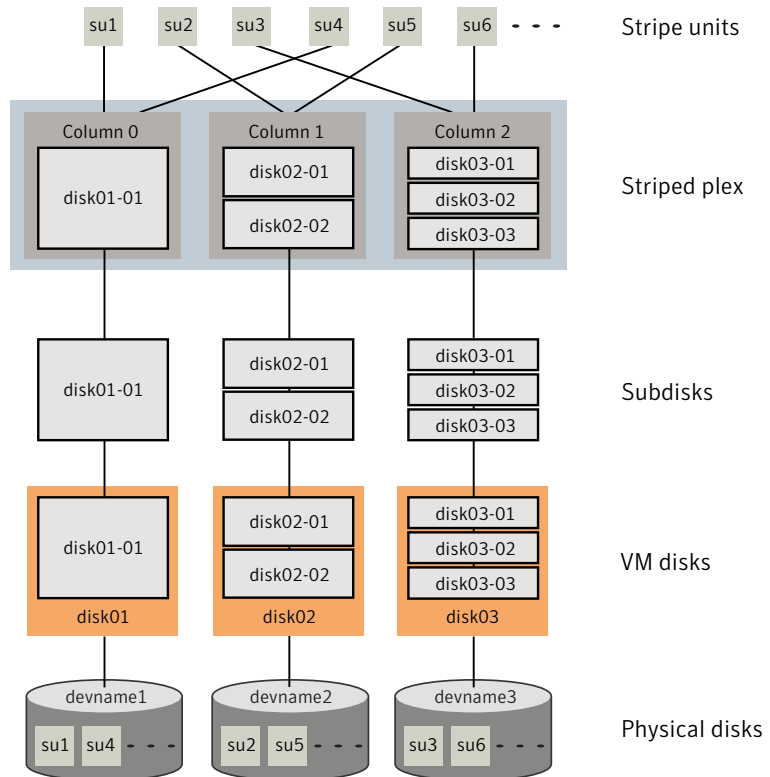 su1 su2 su3 su4 su5 su6 - - - Stripe units
Column 0 Column 1 Column 2
disk01-01
disk02-01
disk02-02
disk03-01
disk03-02
disk03-03
Striped plex
disk01-01
disk02-01
disk02-02
disk03-01
disk03-02
disk03-03
Subdisks
disk01-01
disk02-01
disk02-02
disk03-01
disk03-02
disk03-03
VM disks
disk01 disk02 disk03
devname1 devname2 devname3
su1 su4 - - - su2 su5 - - - su3 su6 - - -
Physical disks